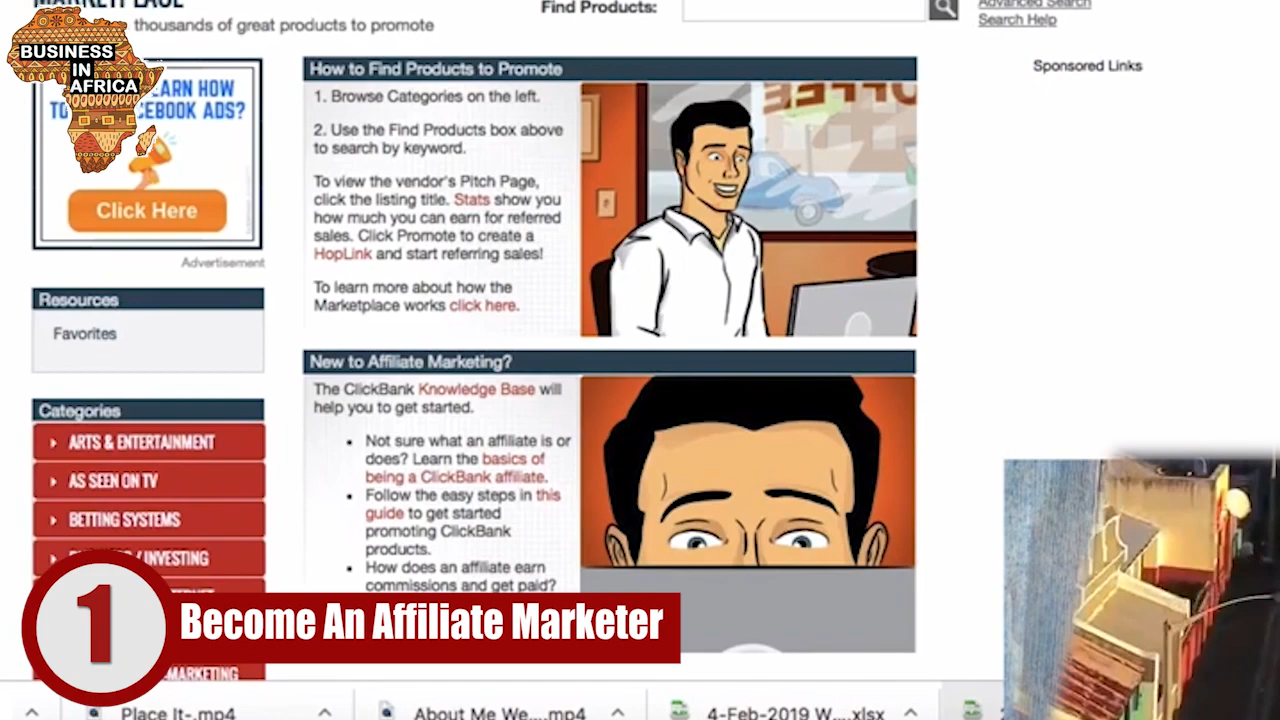 MARKETPLACE
thousands of great products to promote
Find Products:
Advanced Search
Search Help
BUSINESS
IN
AFRICA
EARN HOW
Click Here
Advertisement
Resources
Favorites
Categories
ARTS & ENTERTAINMENT
AS SEEN ON TV
BETTING SYSTEMS
/ INVESTING
MARKETING
How to Find Products to Promote
1. Browse Categories on the left.
2. Use the Find Products box above
to search by keyword.
To view the vendor's Pitch Page,
click the listing title. Stats show you
how much you can earn for referred
sales. Click Promote to create a
HopLink and start referring sales!
To learn more about how the
Marketplace works click here.
COFFEE
New to Affiliate Marketing?
The ClickBank Knowledge Base will
help you to get started.
• Not sure what an affiliate is or
does? Learn the basics of
being a ClickBank affiliate.
• Follow the easy steps in this
guide to get started
promoting ClickBank
products.
• How does an affiliate earn
commissions and get paid?
Sponsored Links
1
Become An Affiliate Marketer
Place It-.mp4
About Me We....mp4
4-Feb-2019 W....xlsx